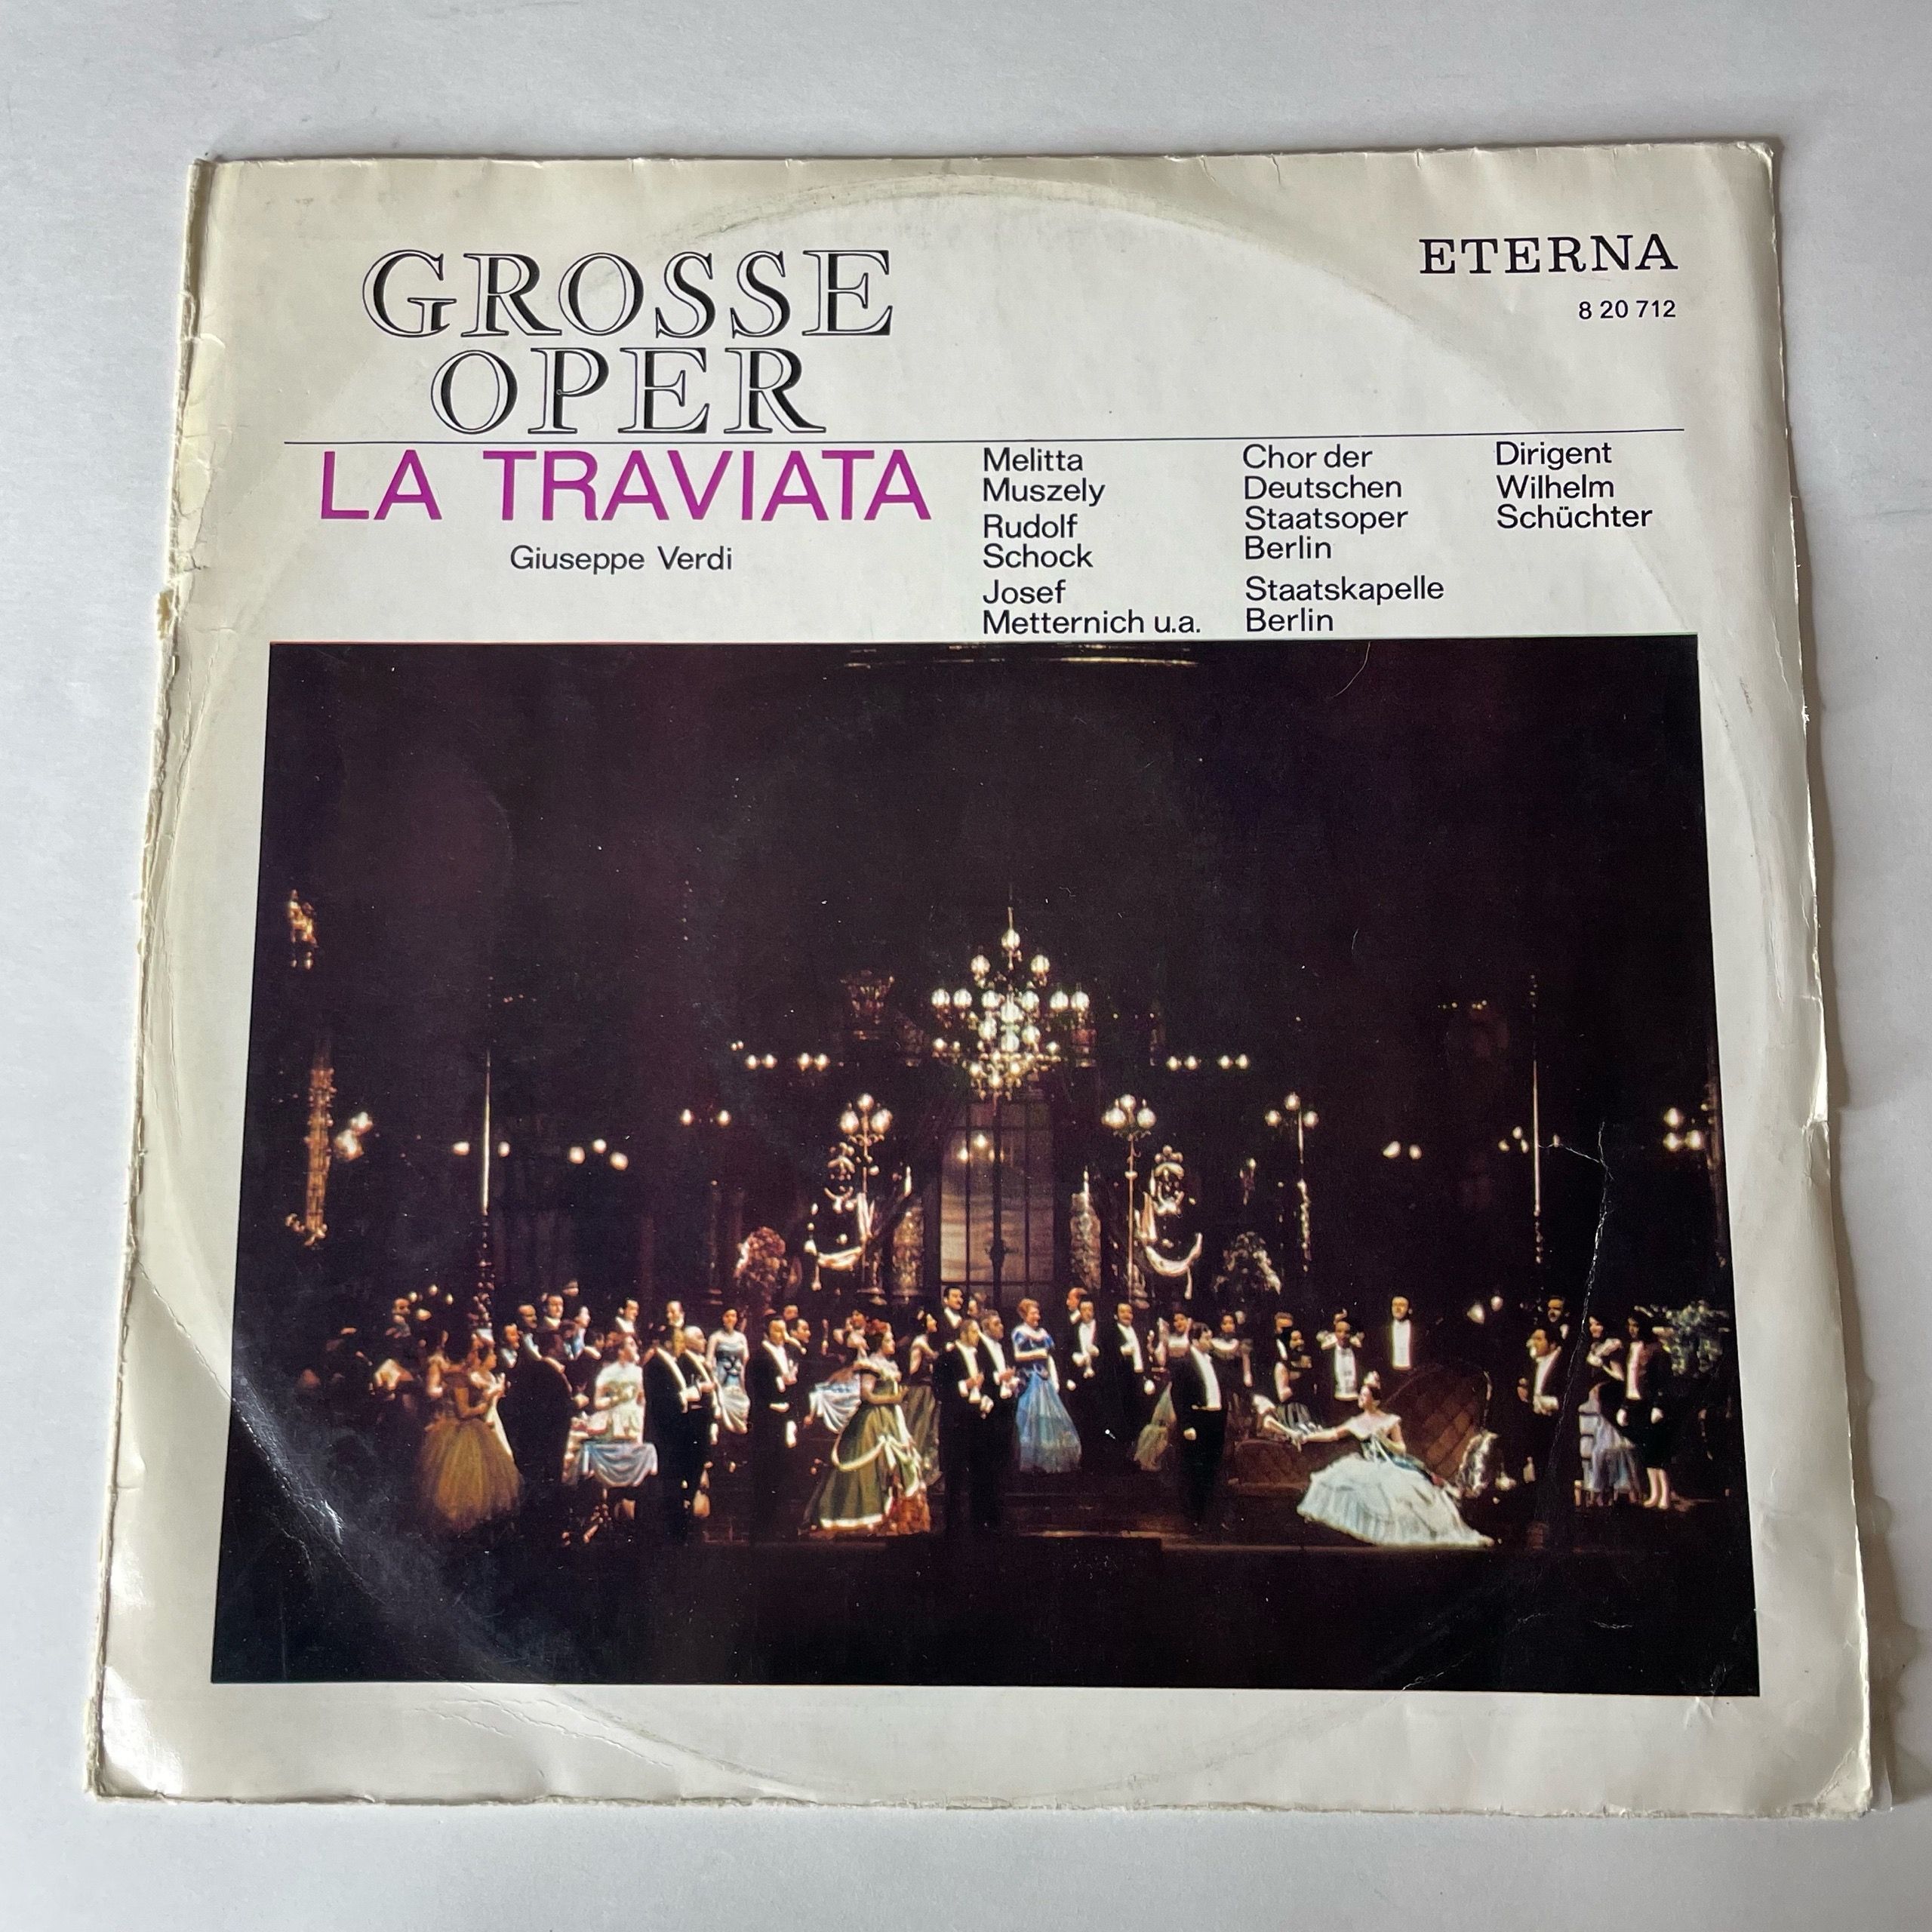 GROSSE
OPER
ETERNA
8 20 712
LA TRAVIATA
Giuseppe Verdi
Melitta
Muszely
Rudolf
Schock
Josef
Metternich u.a.
Chor der
Deutschen
Staatsoper
Berlin
Staatskapelle
Berlin
Dirigent
Wilhelm
Schüchter